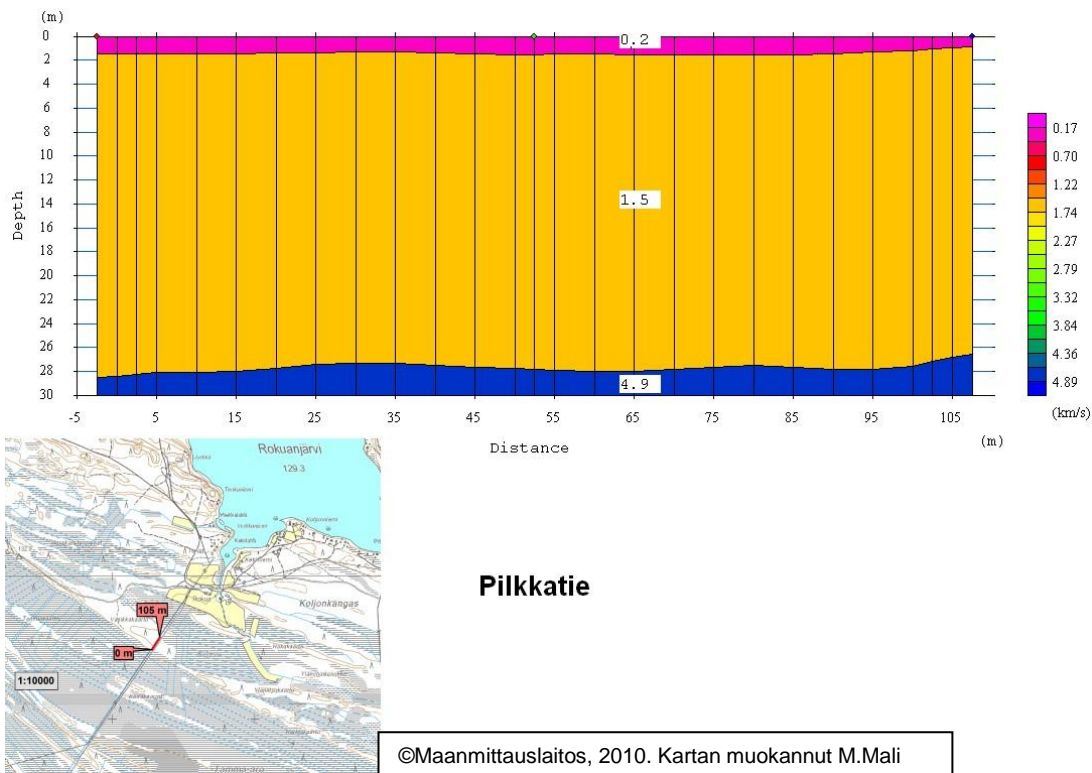 (m)
0
2
4
6
8
10
12
14
16
18
20
22
24
26
28
30
Depth
0.2
1.5
4.9
-5 5 15 25 35 45 55 65 75 85 95 105
Distance
(m)
0.17
0.70
1.22
1.74
2.27
2.79
3.32
3.84
4.36
4.89
(km/s)
Rokuanjärvi
129.3
Koljonkangas
105 m
0 m
1:10000
Pilkkatie
©Maanmittauslaitos, 2010. Kartan muokannut M.Mali